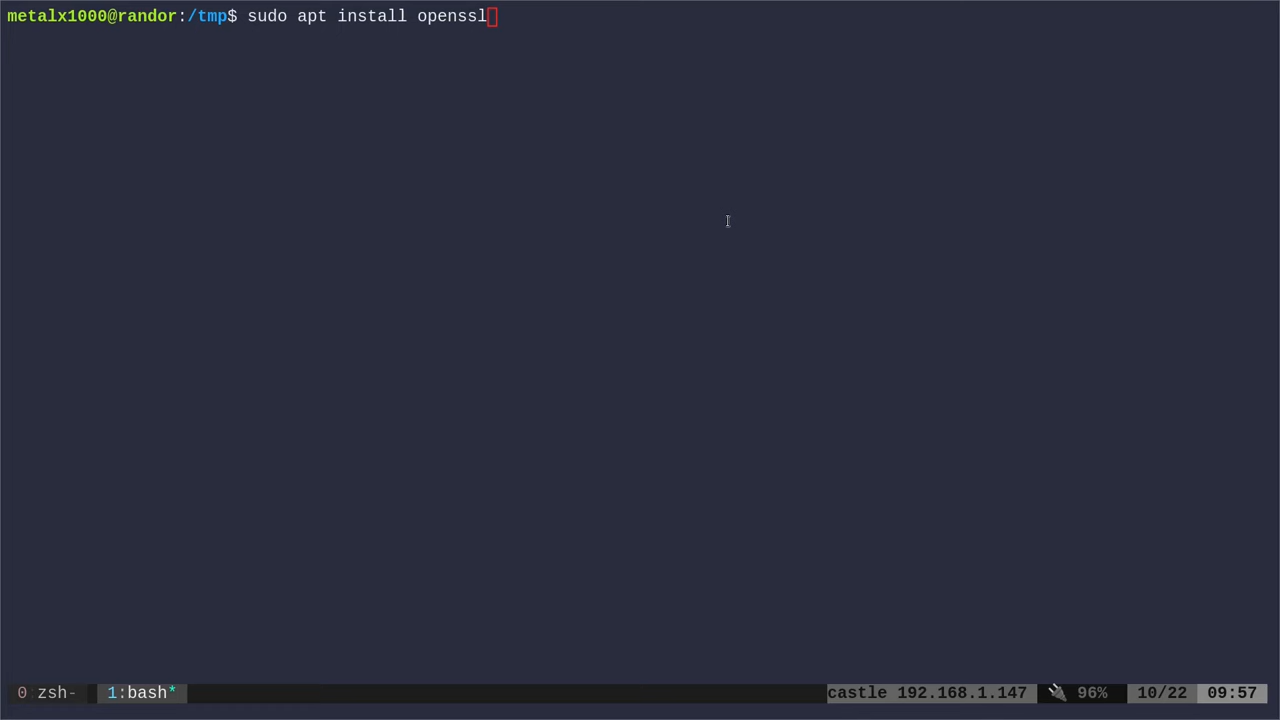 metalx1000@randor:/tmp$ sudo apt install openssl
0:zsh- 1:bash* castle 192.168.1.147 96% 10/22 09:57